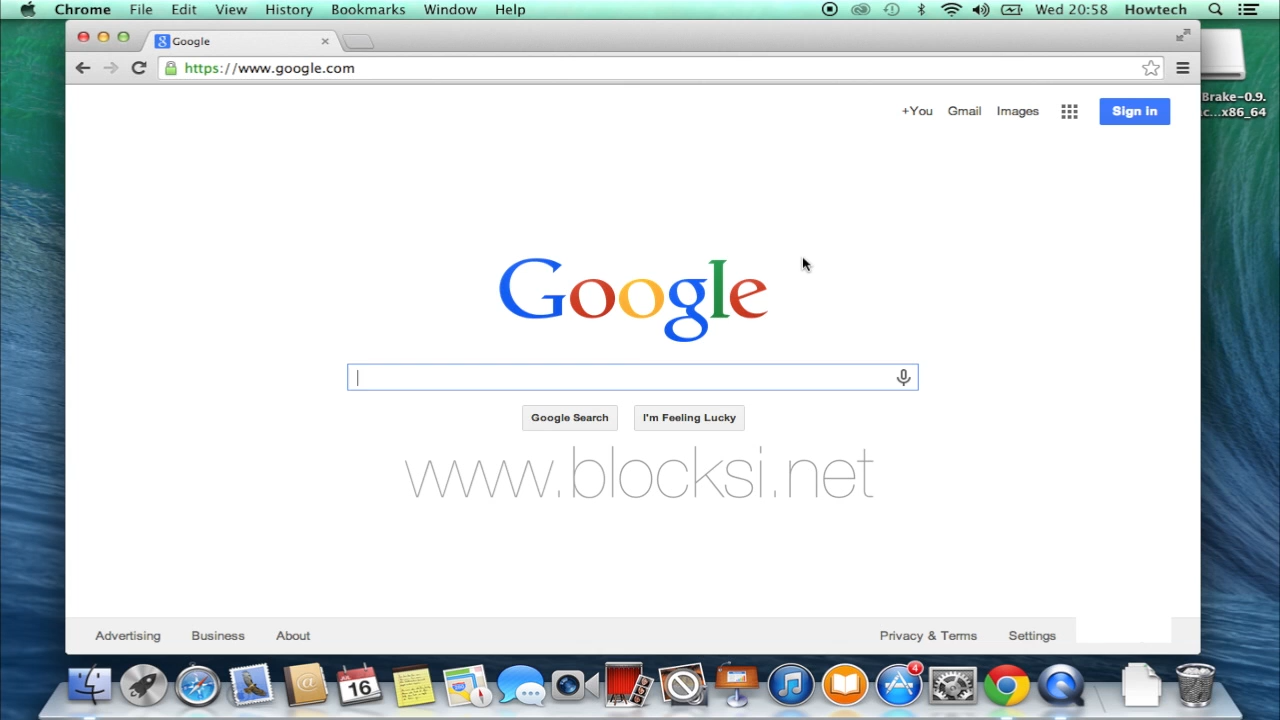 Chrome File Edit View History Bookmarks Window Help Wed 20:58 Howtech
Google
https://www.google.com
Brake-0.9.
c...x86_64
+You Gmail Images Sign in
Google
Google Search I'm Feeling Lucky
www.blocksi.net
Advertising Business About Privacy & Terms Settings
16
4